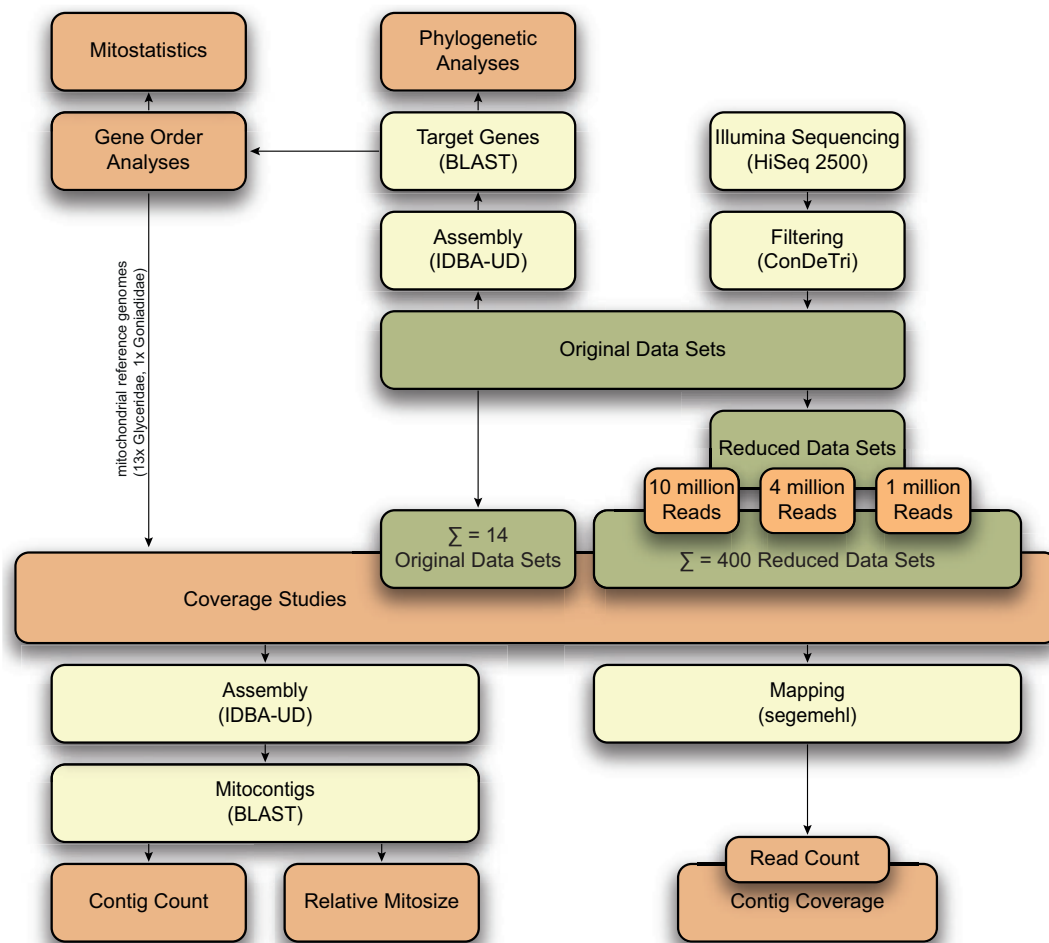 Mitostatistics
Phylogenetic
Analyses
Gene Order
Analyses
Target Genes
(BLAST)
Illumina Sequencing
(HiSeq 2500)
Assembly
(IDBA-UD)
Filtering
(ConDeTri)
mitochondrial reference genomes
(13x Glyceridae, 1x Goniadidae)
Original Data Sets
Reduced Data Sets
10 million
Reads
4 million
Reads
1 million
Reads
∑ = 14
Original Data Sets
∑ = 400 Reduced Data Sets
Coverage Studies
Assembly
(IDBA-UD)
Mapping
(segemehl)
Mitocontigs
(BLAST)
Contig Count
Relative Mitosize
Read Count
Contig Coverage